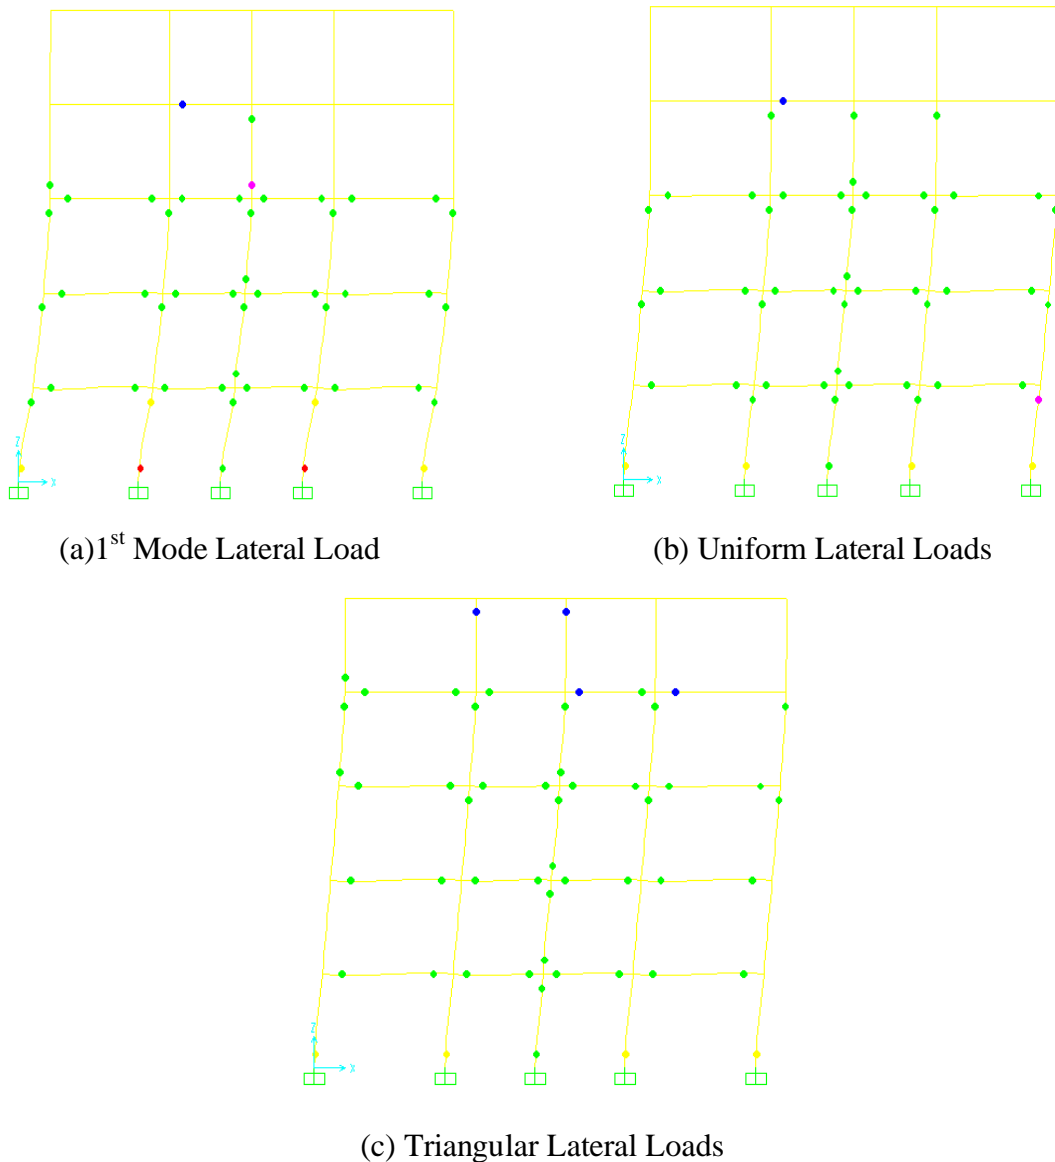 Z
X
(a)1st Mode Lateral Load
Z
X
(b) Uniform Lateral Loads
Z
X
(c) Triangular Lateral Loads